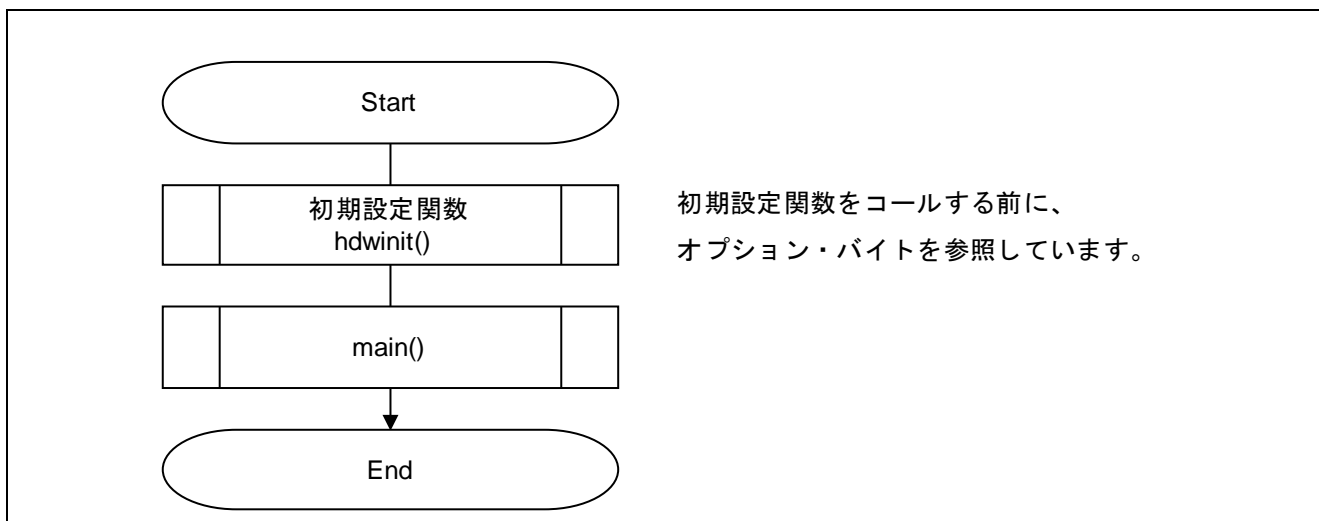 Start
初期設定関数
hdwinit()
初期設定関数をコールする前に、
オプション・バイトを参照しています。
main()
End